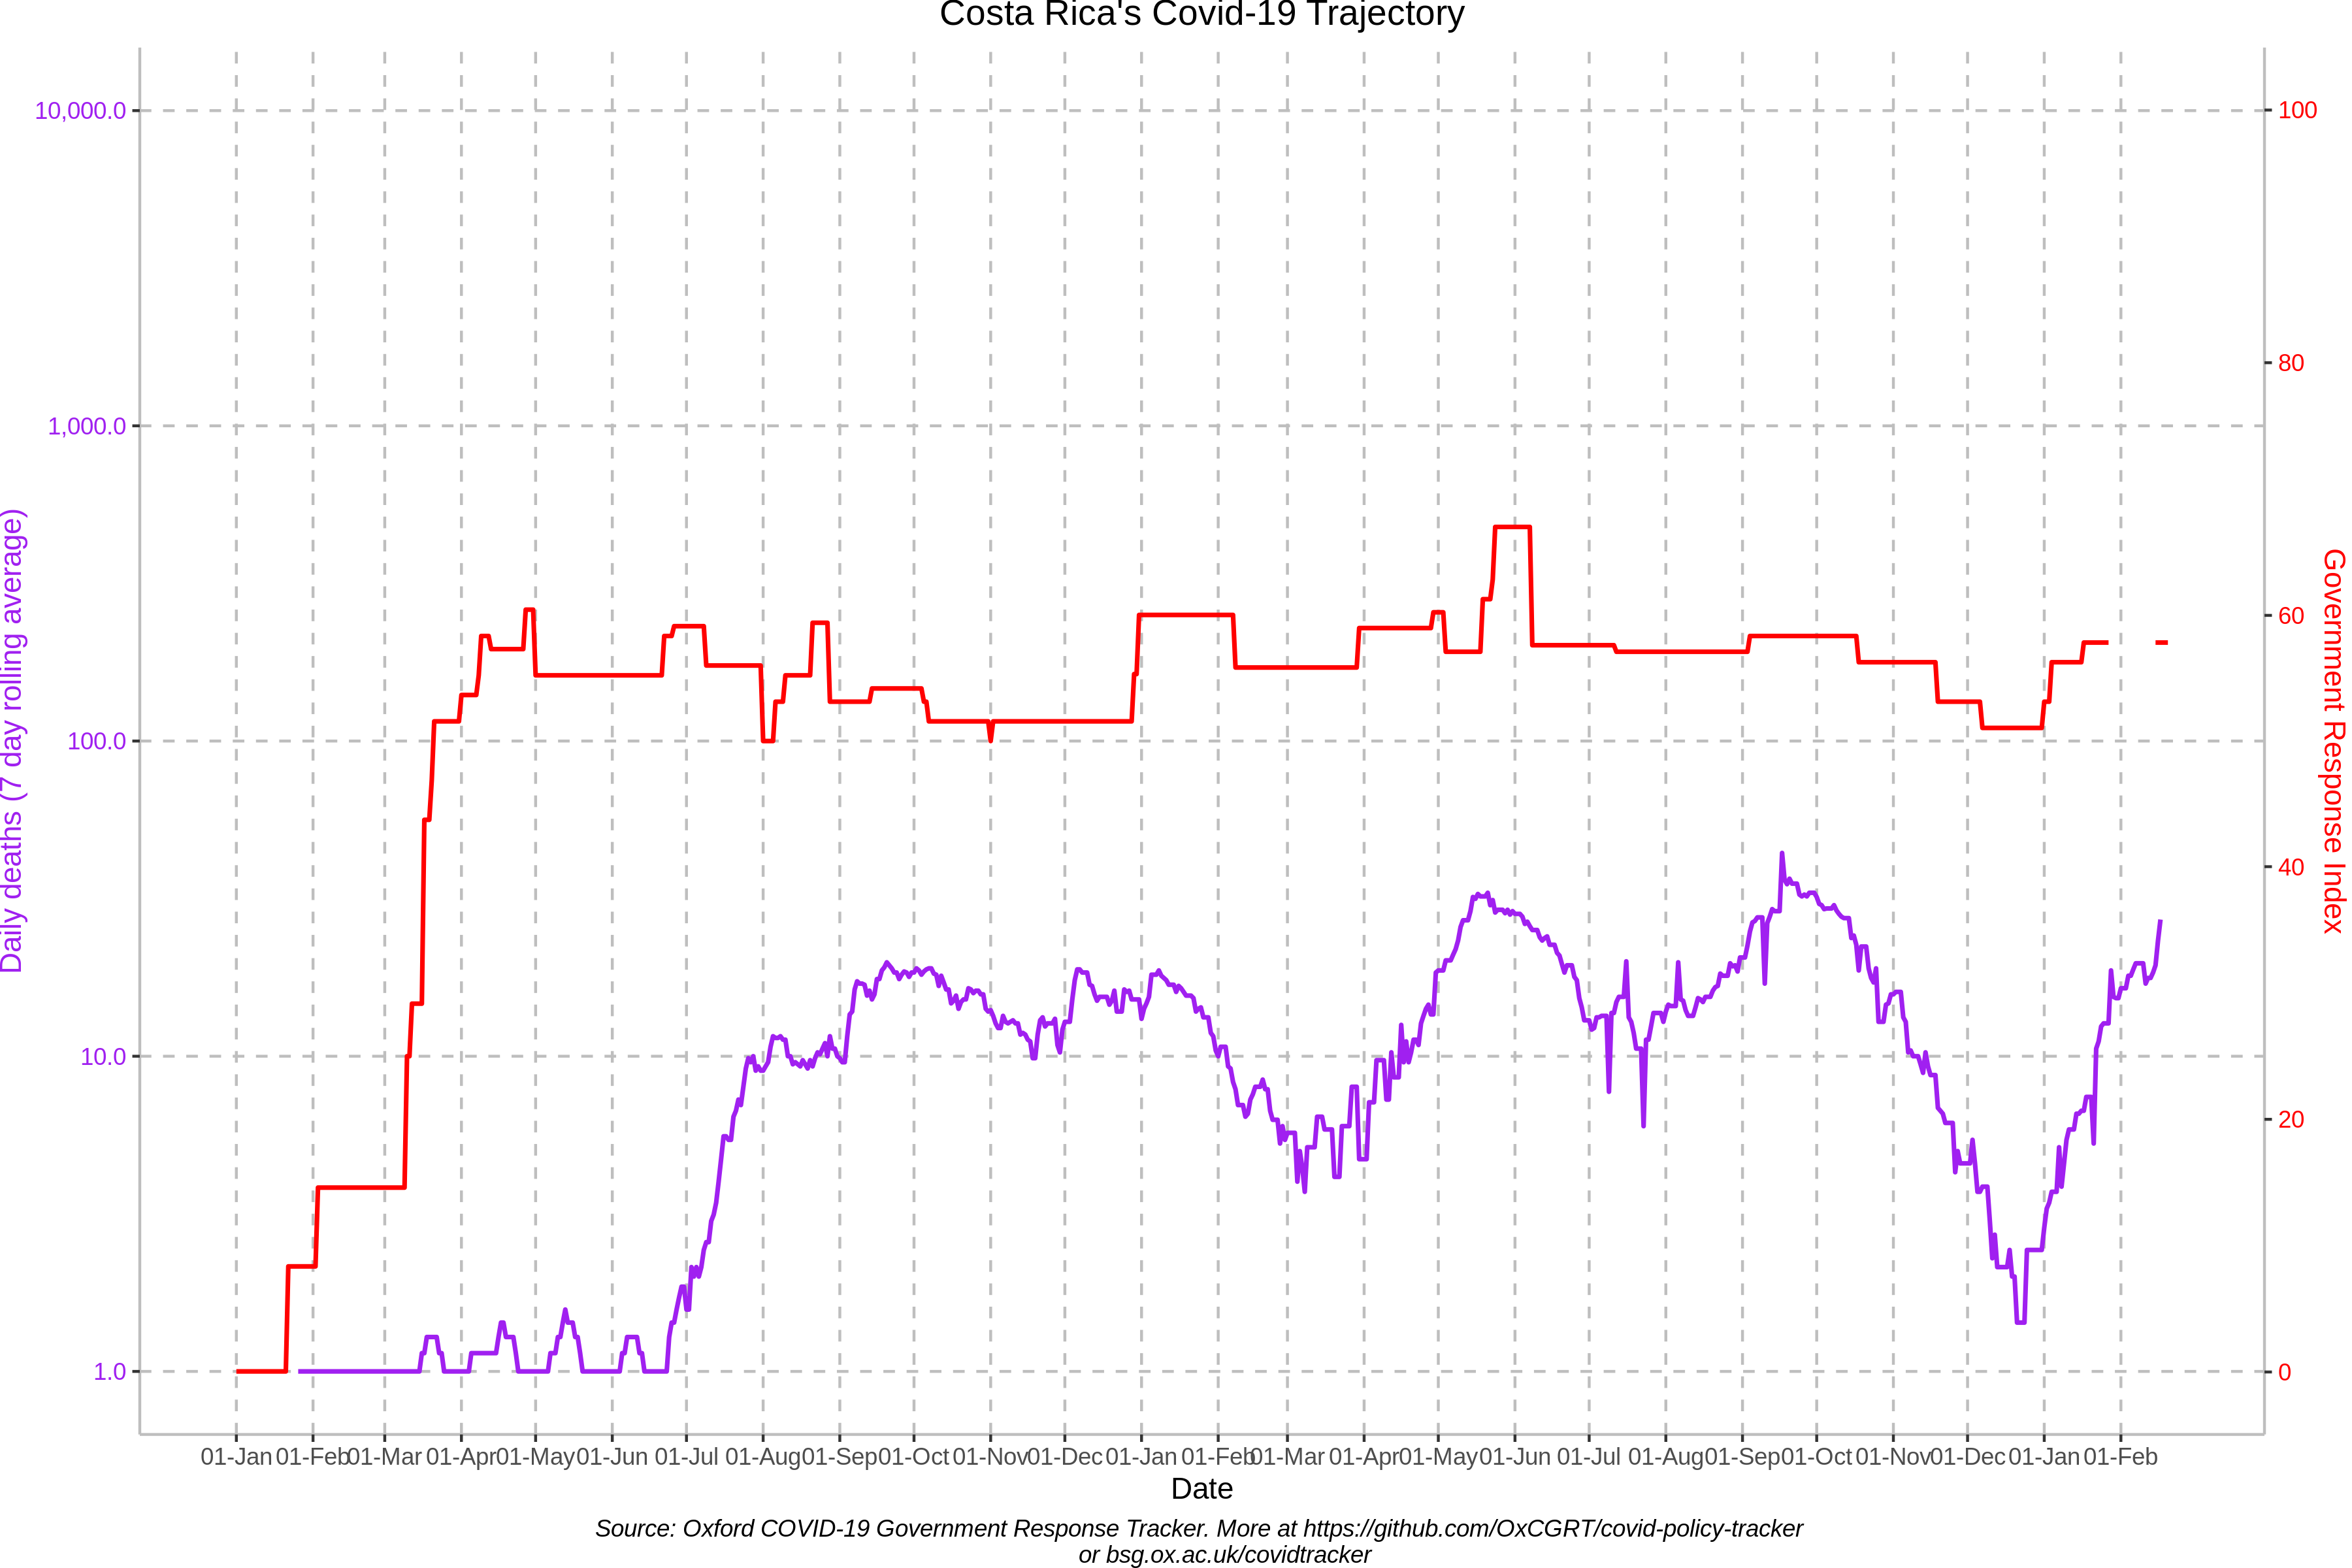 Costa Rica's Covid-19 Trajectory
10,000.0
1,000.0
100.0
10.0
1.0
Daily deaths (7 day rolling average)
100
80
60
40
20
0
Government Response Index
01-Jan 01-Feb 01-Mar 01-Apr 01-May 01-Jun 01-Jul 01-Aug 01-Sep 01-Oct 01-Nov 01-Dec 01-Jan 01-Feb 01-Mar 01-Apr 01-May 01-Jun 01-Jul 01-Aug 01-Sep 01-Oct 01-Nov 01-Dec 01-Jan 01-Feb
Date
Source: Oxford COVID-19 Government Response Tracker. More at https://github.com/OxCGRT/covid-policy-tracker
or bsg.ox.ac.uk/covidtracker